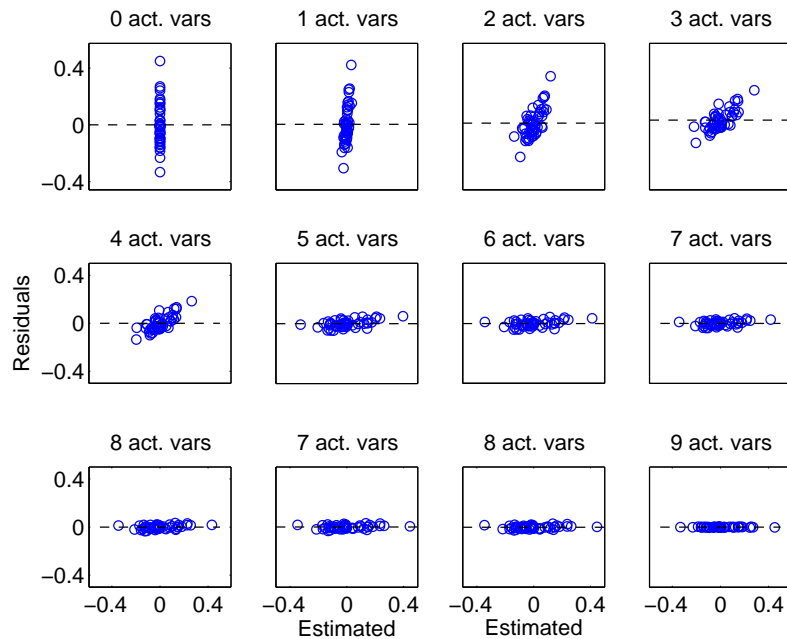 0 act. vars 1 act. vars 2 act. vars 3 act. vars
0.4
0
−0.4
4 act. vars 5 act. vars 6 act. vars 7 act. vars
0.4
0
−0.4
Residuals
8 act. vars 7 act. vars 8 act. vars 9 act. vars
0.4
0
−0.4
−0.4 0 0.4 −0.4 0 0.4 −0.4 0 0.4 −0.4 0 0.4
Estimated Estimated